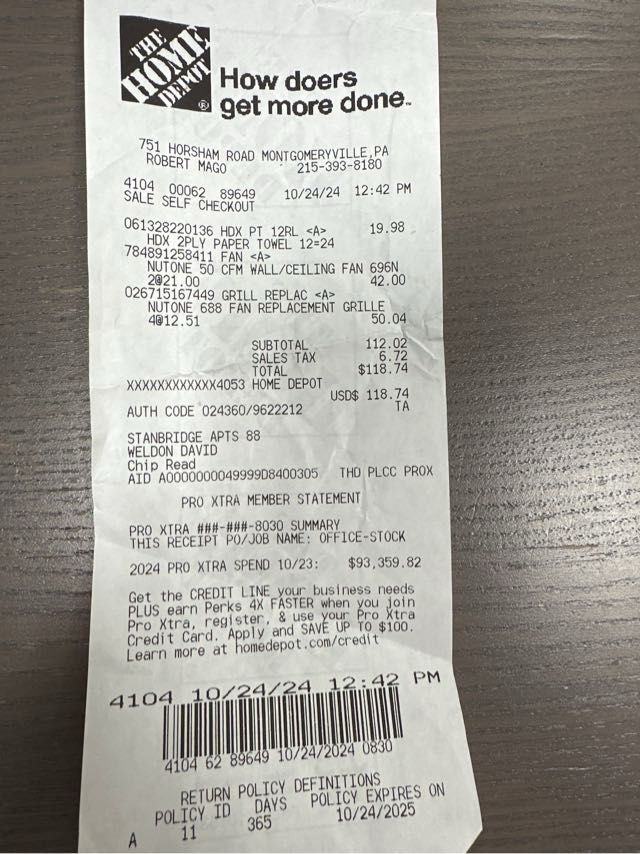 THE
HOME
DEPOT
®
How doers
get more done™
751 HORSHAM ROAD MONTGOMERYVILLE,PA
ROBERT MAGO 215-393-8180
4104 00062 89649 10/24/24 12:42 PM
SALE SELF CHECKOUT
061328220136 HDX PT 12RL <A> 19.98
HDX 2PLY PAPER TOWEL 12=24
784891258411 FAN <A>
NUTONE 50 CFM WALL/CEILING FAN 696N
2@21.00 42.00
026715167449 GRILL REPLAC <A>
NUTONE 688 FAN REPLACEMENT GRILLE
4@12.51 50.04
SUBTOTAL 112.02
SALES TAX 6.72
TOTAL $118.74
XXXXXXXXXXXX4053 HOME DEPOT
USD$ 118.74
AUTH CODE 024360/9622212 TA
STANBRIDGE APTS 88
WELDON DAVID
Chip Read
AID A0000000049999D8400305 THD PLCC PROX
PRO XTRA MEMBER STATEMENT
PRO XTRA ###-###-8030 SUMMARY
THIS RECEIPT PO/JOB NAME: OFFICE-STOCK
2024 PRO XTRA SPEND 10/23: $93,359.82
Get the CREDIT LINE your business needs
PLUS earn Perks 4X FASTER when you join
Pro Xtra, register, & use your Pro Xtra
Credit Card. Apply and SAVE UP TO $100.
Learn more at homedepot.com/credit
4104 10/24/24 12:42 PM
4104 62 89649 10/24/2024 0830
RETURN POLICY DEFINITIONS
POLICY ID DAYS POLICY EXPIRES ON
A 11 365 10/24/2025